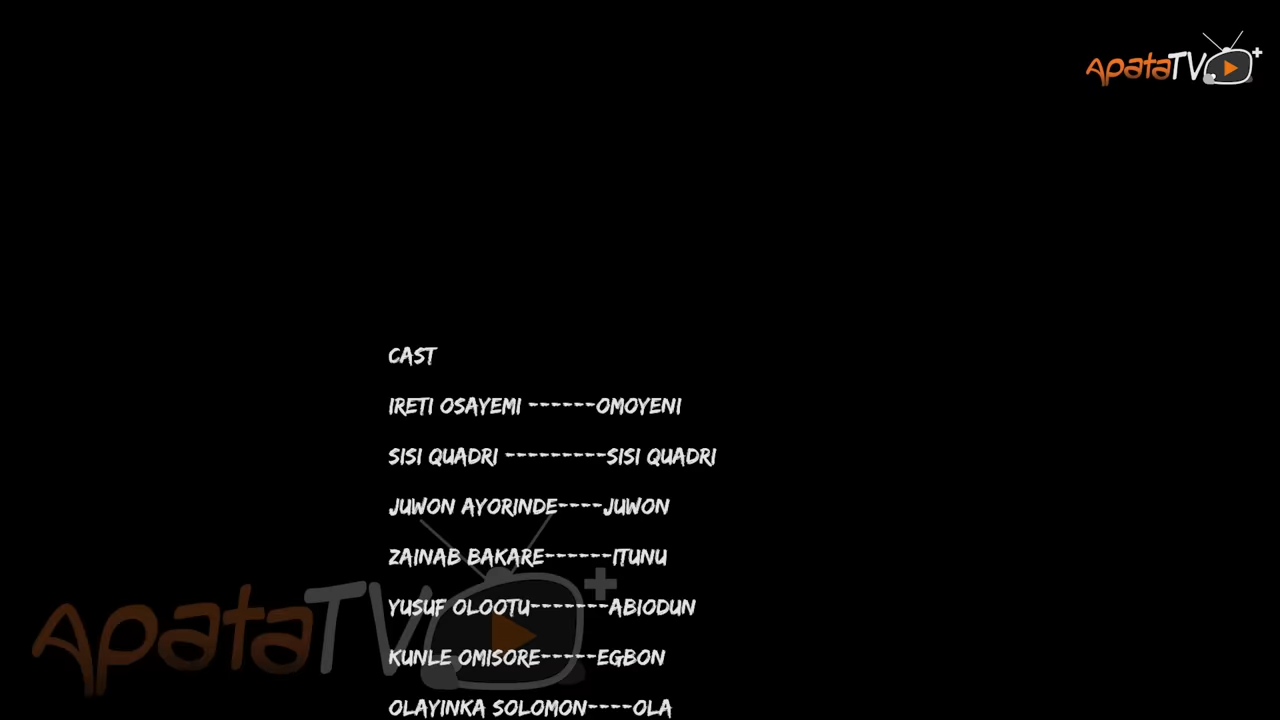 ApataTV+
CAST
IRETI OSAYEMI ------OMOYENI
SISI QUADRI ---------SISI QUADRI
JUWON AYORINDE----JUWON
ZAINAB BAKARE------ITUNU
YUSUF OLOOTU-------ABIODUN
ApataTV+
KUNLE OMISORE-----EGBON
OLAYINKA SOLOMON----OLA